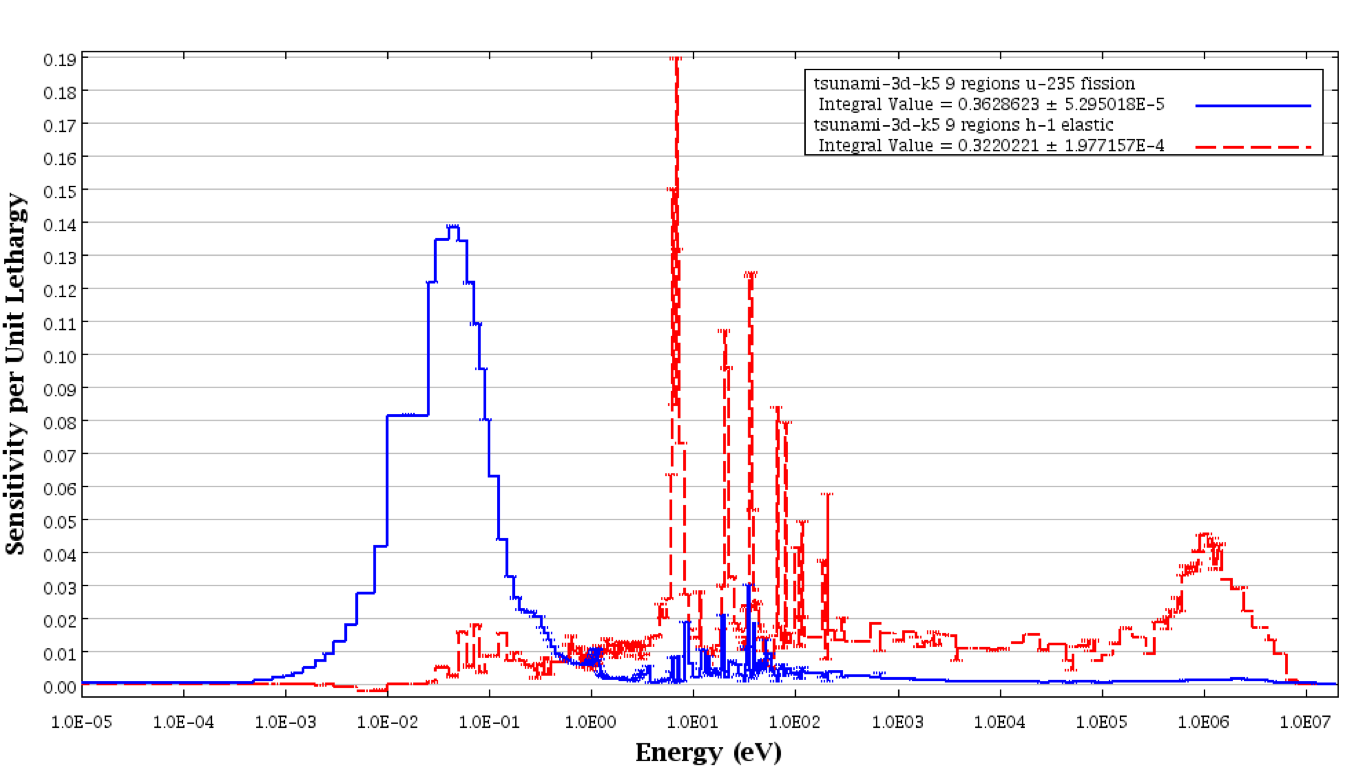 tsunami-3d-k5 9 regions u-235 fission
Integral Value = 0.3628623 ± 5.295018E-5
tsunami-3d-k5 9 regions h-1 elastic
Integral Value = 0.3220221 ± 1.977157E-4
Sensitivity per Unit Lethargy
0.19
0.18
0.17
0.16
0.15
0.14
0.13
0.12
0.11
0.10
0.09
0.08
0.07
0.06
0.05
0.04
0.03
0.02
0.01
0.00
1.0E-05 1.0E-04 1.0E-03 1.0E-02 1.0E-01 1.0E00 1.0E01 1.0E02 1.0E03 1.0E04 1.0E05 1.0E06 1.0E07
Energy (eV)